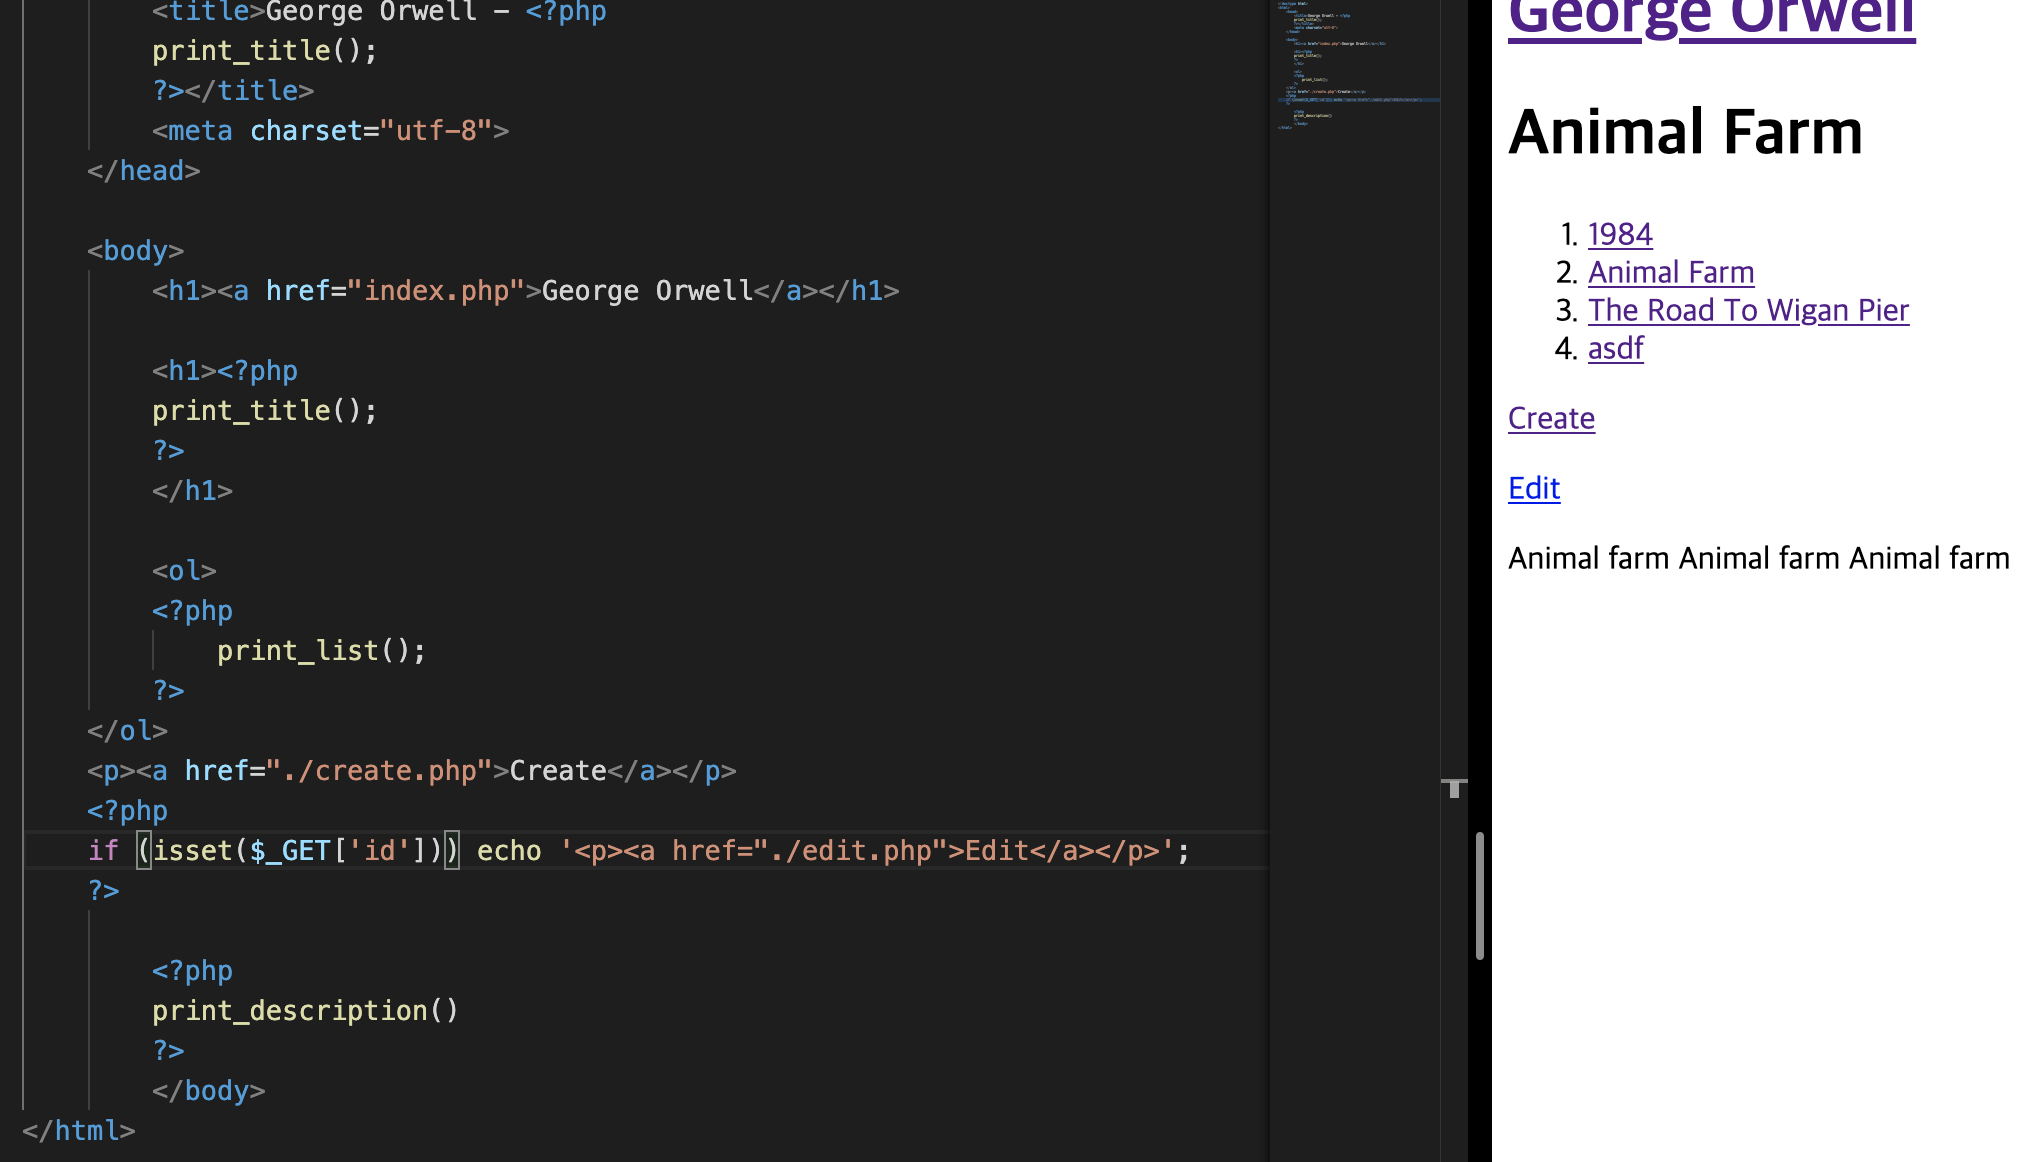 <title>George Orwell - <?php
print_title();
?></title>
<meta charset="utf-8">
</head>
<body>
<h1><a href="index.php">George Orwell</a></h1>
<h1><?php
print_title();
?>
</h1>
<ol>
<?php
print_list();
?>
</ol>
<p><a href="./create.php">Create</a></p>
<?php
if (isset($_GET['id'])) echo '<p><a href="./edit.php">Edit</a></p>';
?>
<?php
print_description()
?>
</body>
</html>
George Orwell
Animal Farm
1. 1984
2. Animal Farm
3. The Road To Wigan Pier
4. asdf
Create
Edit
Animal farm Animal farm Animal farm